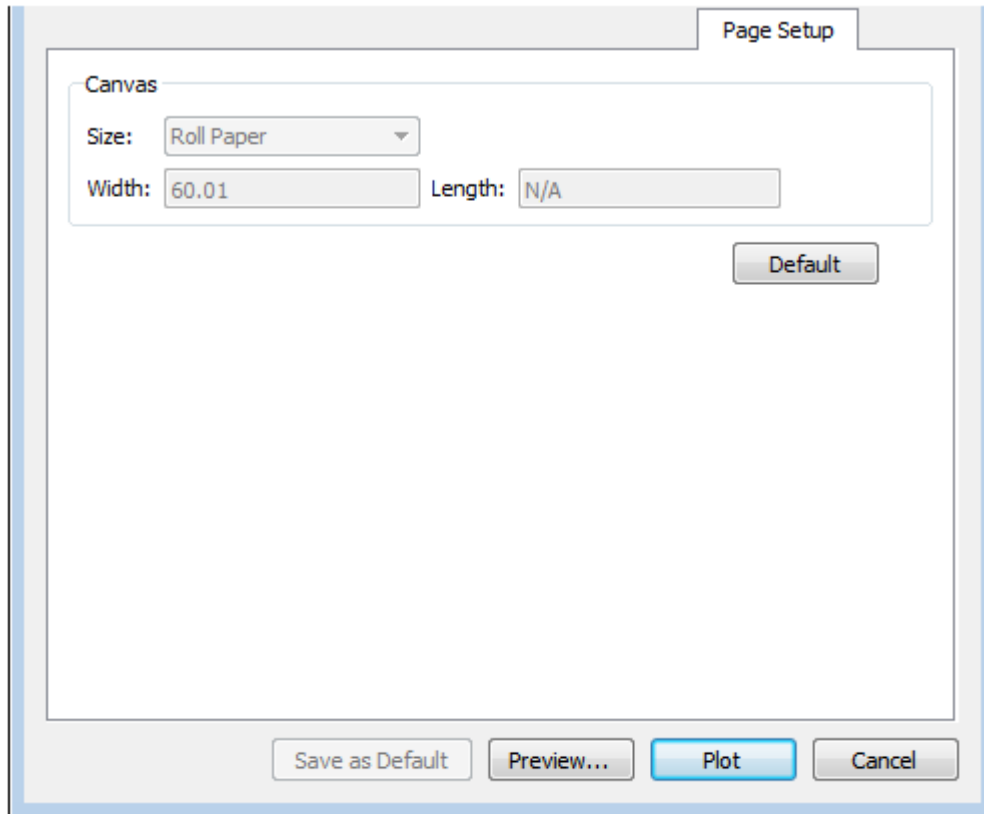 Page Setup
Canvas
Size: Roll Paper
Width: 60.01 Length: N/A
Default
Save as Default Preview... Plot Cancel